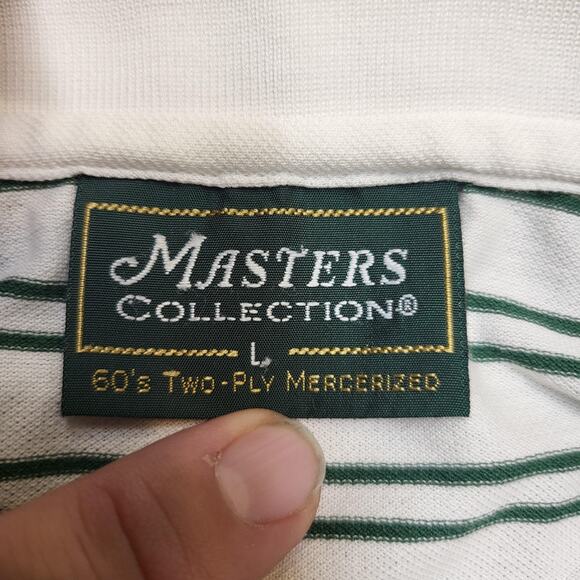 MASTERS
COLLECTION®
L
60's TWO-PLY MERCERIZED